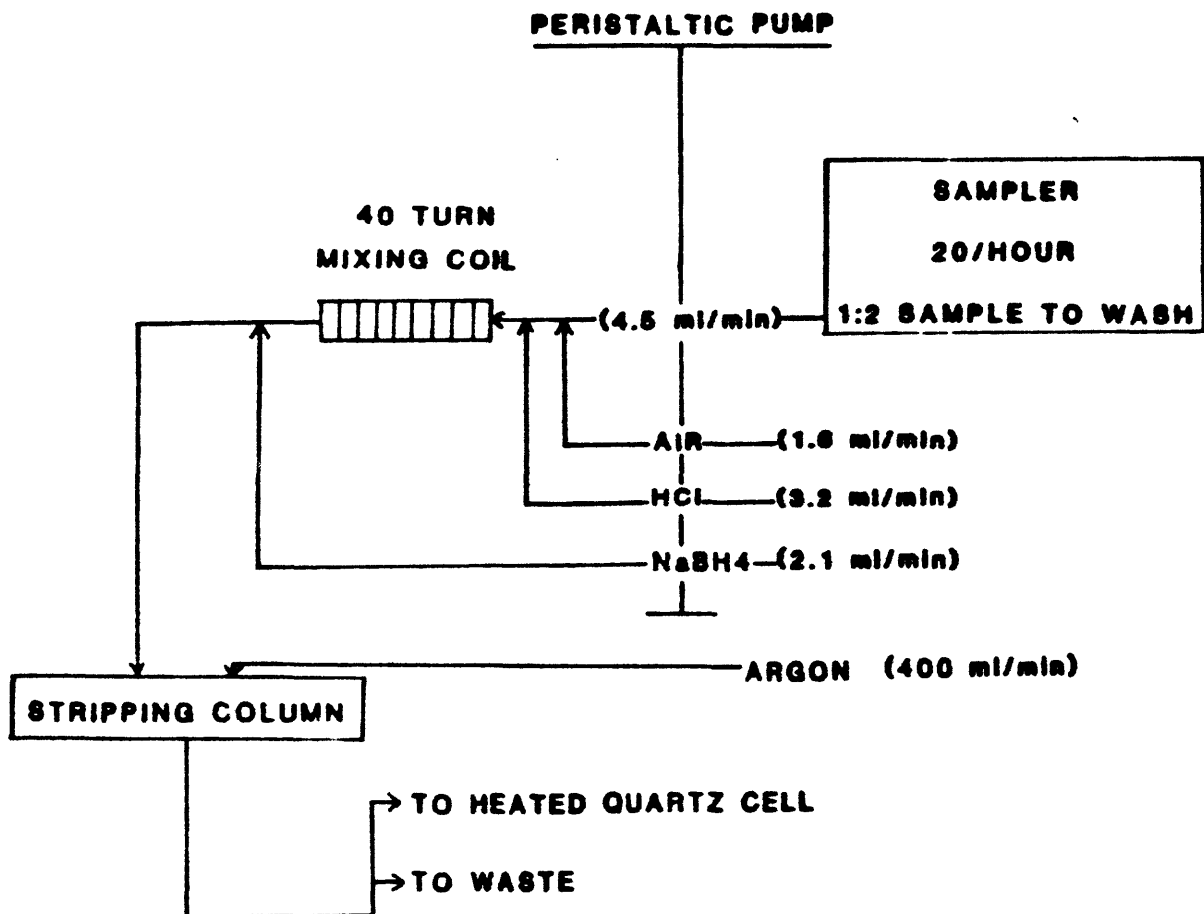 PERISTALTIC PUMP
SAMPLER
20/HOUR
1:2 SAMPLE TO WASH
40 TURN
MIXING COIL
(4.5 ml/min)
AIR (1.6 ml/min)
HCl (3.2 ml/min)
NaBH4 (2.1 ml/min)
ARGON (400 ml/min)
STRIPPING COLUMN
TO HEATED QUARTZ CELL
TO WASTE